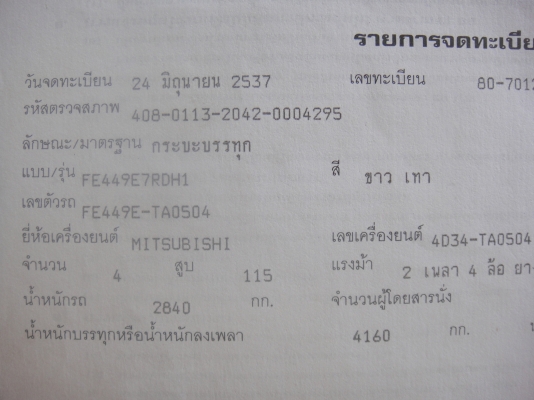 รายการจดทะเบีย
วันจดทะเบียน 24 มิถุนายน 2537 เลขทะเบียน 80-701
รหัสตรวจสภาพ 408-0113-2042-0004295
ลักษณะ/มาตรฐาน กระบะบรรทุก
แบบ/รุ่น FE449E7RDH1 สี ขาว เทา
เลขตัวรถ FE449E-TA0504
ยี่ห้อเครื่องยนต์ MITSUBISHI เลขเครื่องยนต์ 4D34-TA0504
จำนวน 4 สูบ 115 แรงม้า 2 เพลา 4 ล้อ ยา
น้ำหนักรถ 2840 กก. จำนวนผู้โดยสารนั่ง
น้ำหนักบรรทุกหรือน้ำหนักลงเพลา 4160 กก.